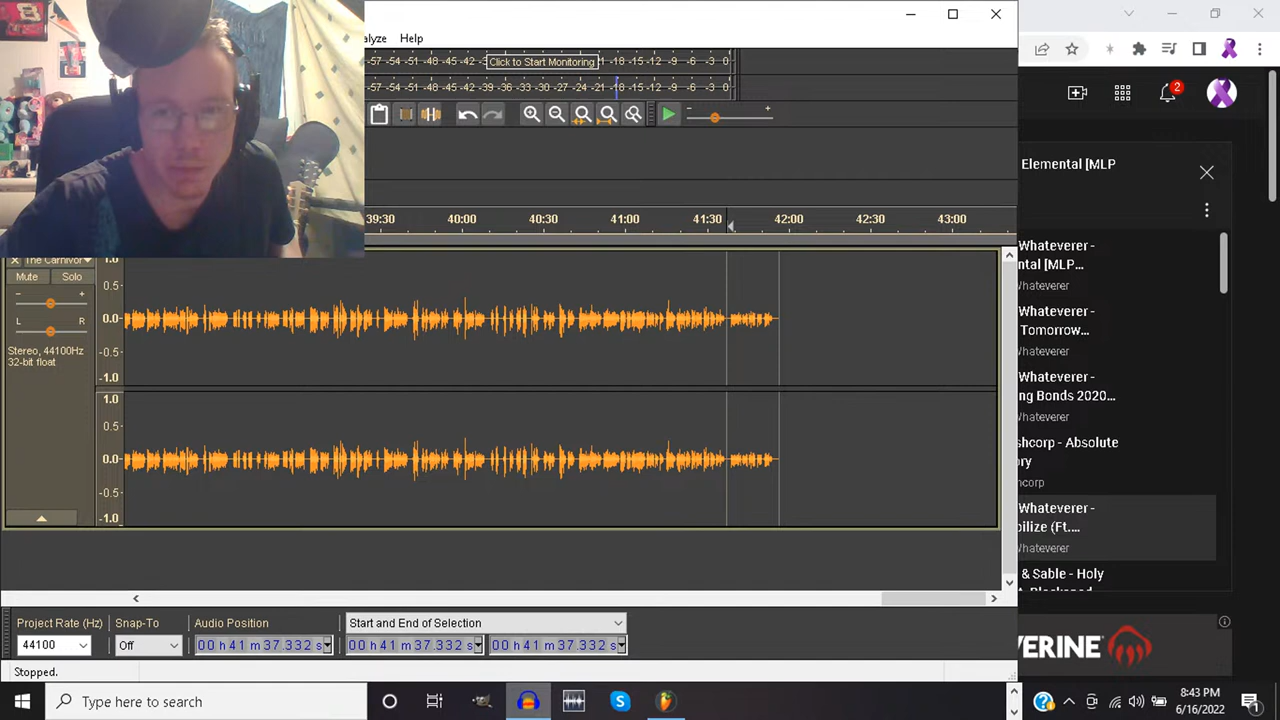 alyze Help
-57 -54 -51 -48 -45 -42 Click to Start Monitoring -18 -15 -12 -9 -6 -3 0
-57 -54 -51 -48 -45 -42 -39 -36 -33 -30 -27 -24 -21 -18 -15 -12 -9 -6 -3 0
2
Elemental [MLP
39:30 40:00 40:30 41:00 41:30 42:00 42:30 43:00
The Carnivor
Mute Solo
- +
L R
Stereo, 44100Hz
32-bit float
1.0
0.5
0.0
-0.5
-1.0
1.0
0.5
0.0
-0.5
-1.0
Whateverer -
ntal [MLP...
Whateverer
Whateverer -
Tomorrow...
Whateverer
Whateverer -
ng Bonds 2020...
Whateverer
shcorp - Absolute
ory
hcorp
Whateverer -
bilize (Ft....
Whateverer
& Sable - Holy
Project Rate (Hz) Snap-To Audio Position Start and End of Selection
44100 Off 00 h 41 m 37.332 s 00 h 41 m 37.332 s 00 h 41 m 37.332 s
VERINE
Stopped.
Type here to search
8:43 PM
6/16/2022
1